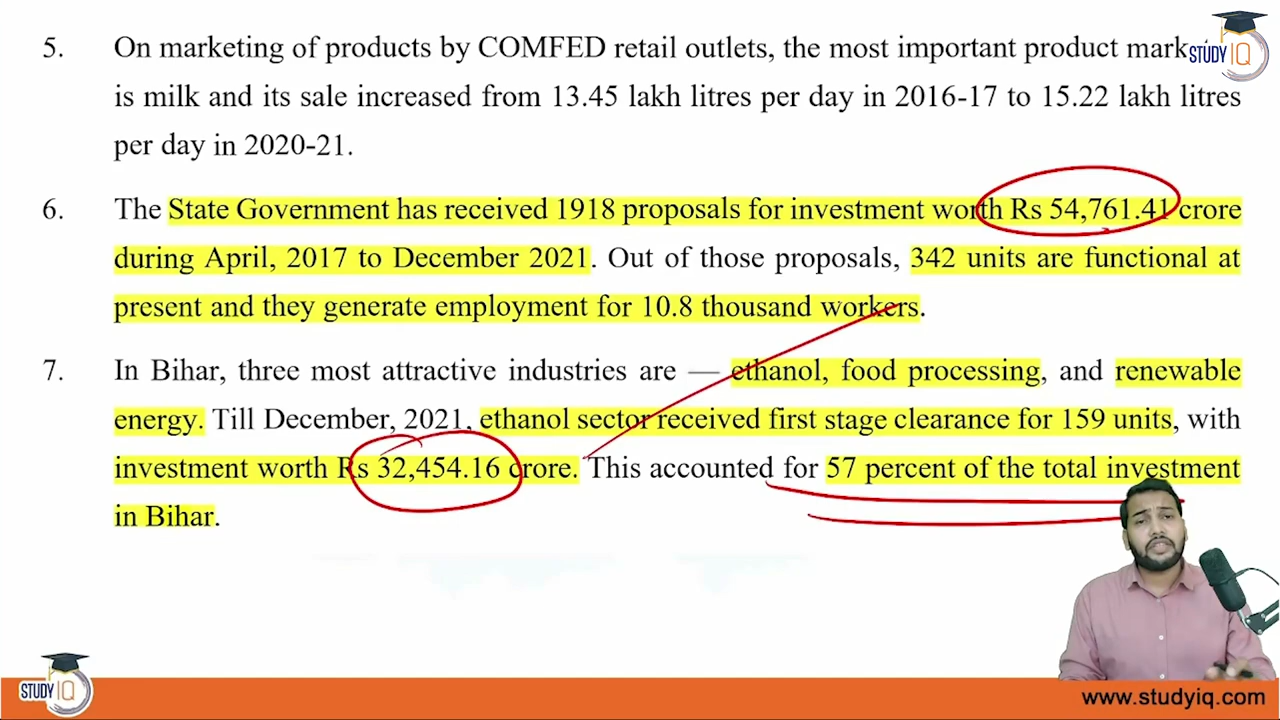 5. On marketing of products by COMFED retail outlets, the most important product
is milk and its sale increased from 13.45 lakh litres per day in 2016-17 to 15.22 lakh litres
per day in 2020-21.
6. The State Government has received 1918 proposals for investment worth Rs 54,761.41 crore
during April, 2017 to December 2021. Out of those proposals, 342 units are functional at
present and they generate employment for 10.8 thousand workers.
7. In Bihar, three most attractive industries are — ethanol, food processing, and renewable
energy. Till December, 2021, ethanol sector received first stage clearance for 159 units, with
investment worth Rs 32,454.16 crore. This accounted for 57 percent of the total investment
in Bihar.
STUDY IQ
STUDY IQ
www.studyiq.com